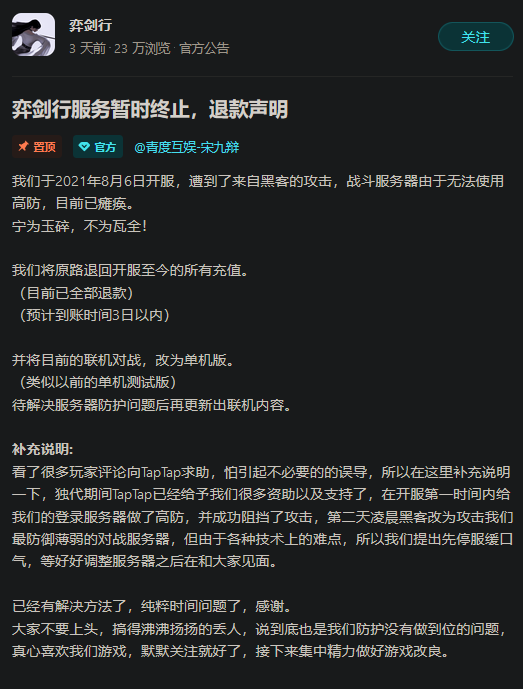 弈剑行
3 天前 · 23 万浏览 · 官方公告
关注
弈剑行服务暂时终止，退款声明
置顶
官方
@青度互娱-宋九辩
我们于2021年8月6日开服，遭到了来自黑客的攻击，战斗服务器由于无法使用
高防，目前已瘫痪。
宁为玉碎，不为瓦全！
我们将原路退回开服至今的所有充值。
（目前已全部退款）
（预计到账时间3日以内）
并将目前的联机对战，改为单机版。
（类似以前的单机测试版）
待解决服务器防护问题后再更新出联机内容。
补充说明:
看了很多玩家评论向TapTap求助，怕引起不必要的的误导，所以在这里补充说明
一下，独代期间TapTap已经给予我们很多资助以及支持了，在开服第一时间内给
我们的登录服务器做了高防，并成功阻挡了攻击，第二天凌晨黑客改为攻击我们
最防御薄弱的对战服务器，但由于各种技术上的难点，所以我们提出先停服缓口
气，等好好调整服务器之后在和大家见面。
已经有解决方法了，纯粹时间问题了，感谢。
大家不要上头，搞得沸沸扬扬的丢人，说到底也是我们防护没有做到位的问题，
真心喜欢我们游戏，默默关注就好了，接下来集中精力做好游戏改良。